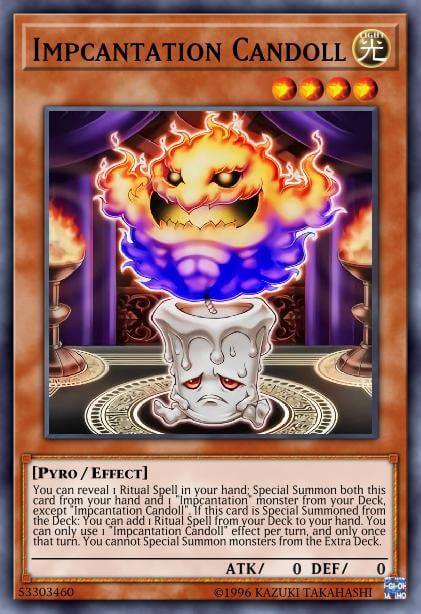 IMPCANTATION CANDOLL
LIGHT
光
[PYRO / EFFECT]
You can reveal 1 Ritual Spell in your hand; Special Summon both this
card from your hand and 1 "Impcantation" monster from your Deck,
except "Impcantation Candoll". If this card is Special Summoned from
the Deck: You can add 1 Ritual Spell from your Deck to your hand. You
can only use 1 "Impcantation Candoll" effect per turn, and only
once that turn. You cannot Special Summon monsters from the Extra Deck.
ATK/ 0 DEF/ 0
53303460
©1996 KAZUKI TAKAHASHI